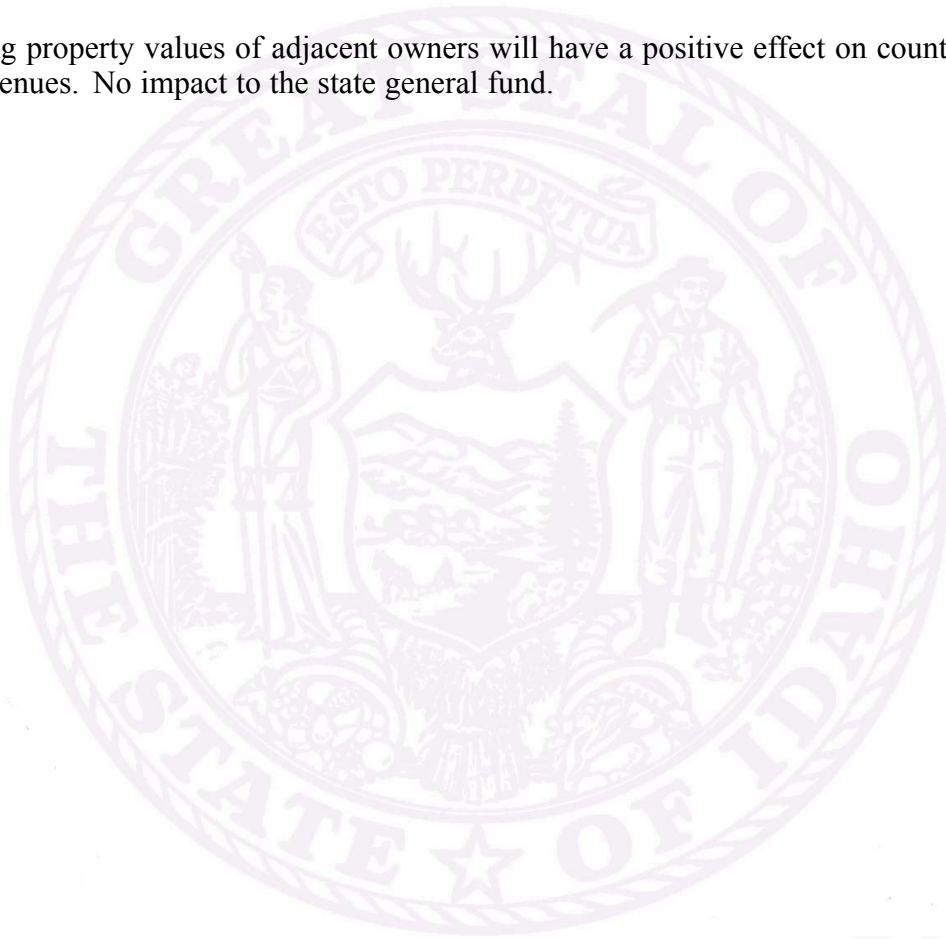 g property values of adjacent owners will have a positive effect on count
enues. No impact to the state general fund.
GREAT SEAL OF
ESTO PERPETUA
THE STATE OF IDAHO